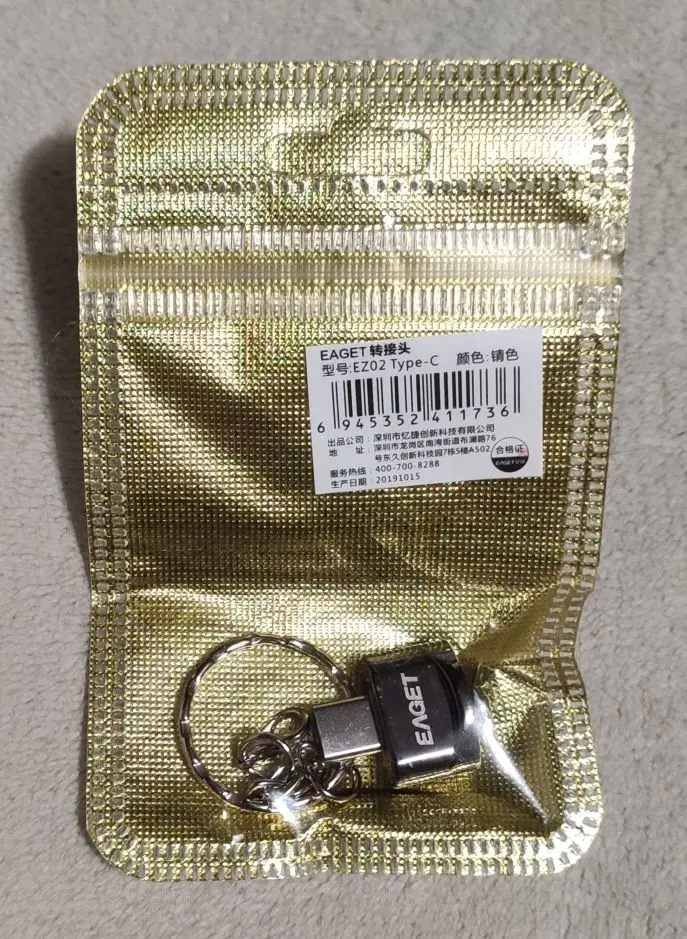 EAGET 转接头
型号:EZ02 Type-C 颜色:锖色
6 945352 411736
出品公司：深圳市忆捷创新科技有限公司
地 址：深圳市龙岗区南湾街道布澜路76
号东久创新科技园7栋5楼A502
服务热线：400-700-8288
生产日期：20191015
合格证
EAGET
EAGET